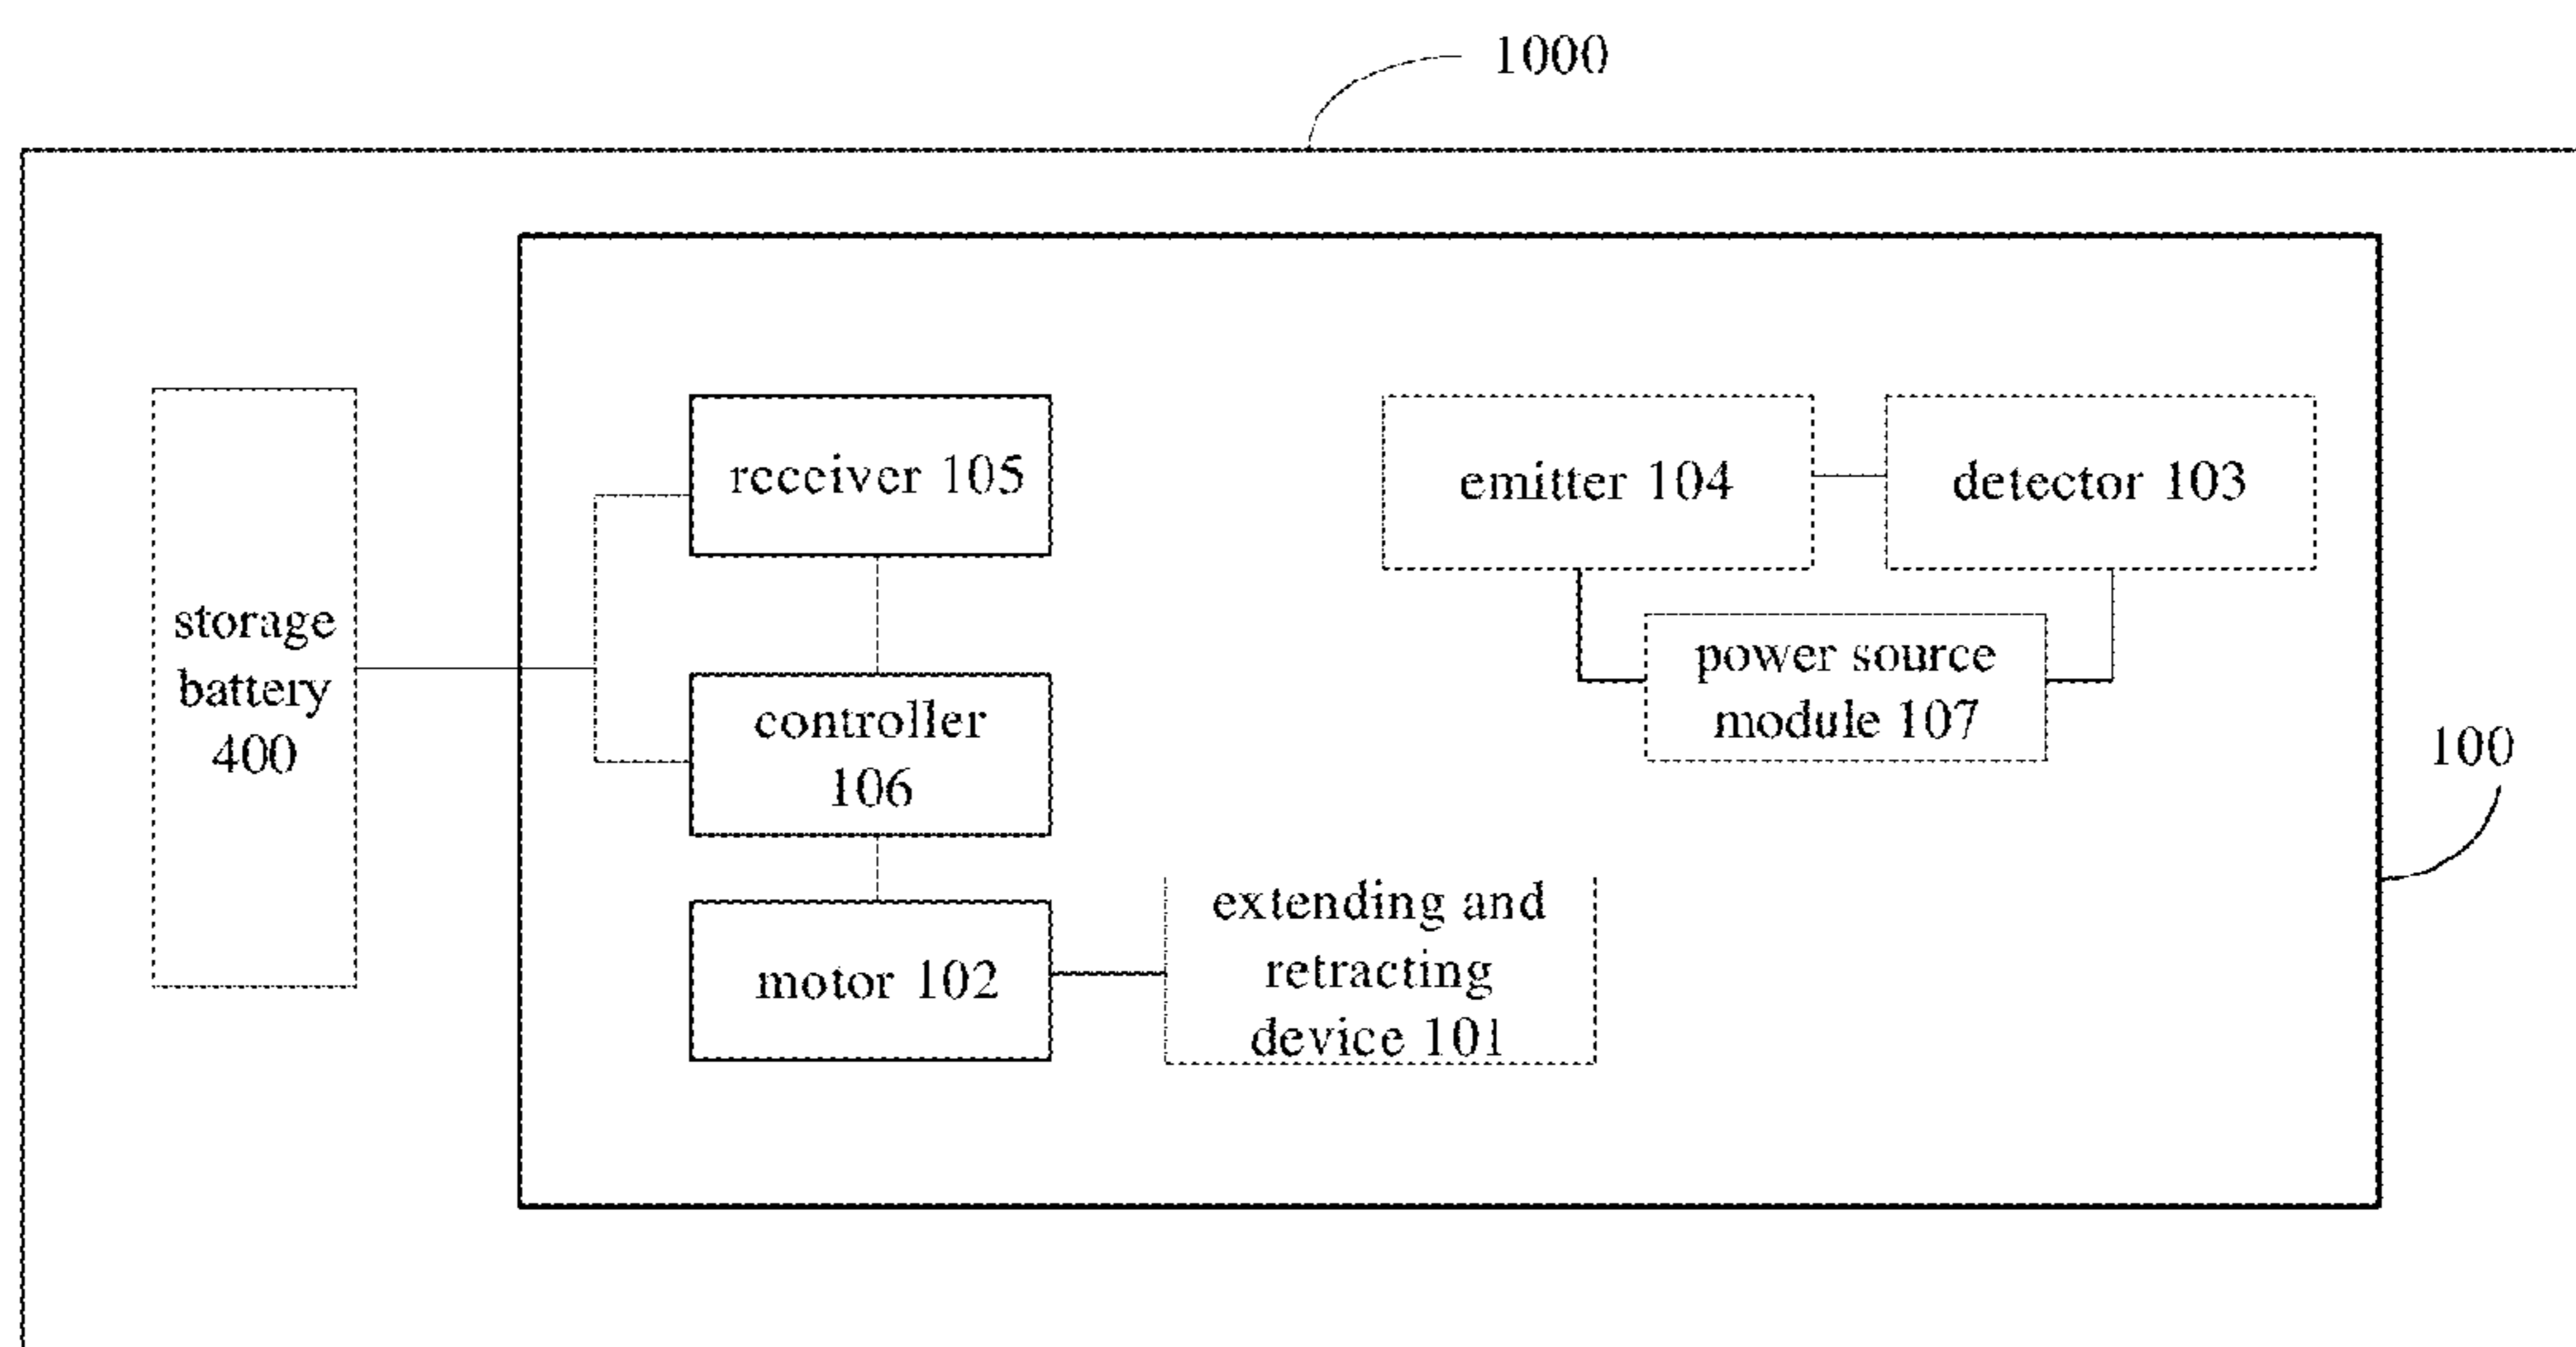 1000
receiver 105
emitter 104
detector 103
storage
battery
400
power source
module 107
controller
106
100
extending and
retracting
device 101
motor 102